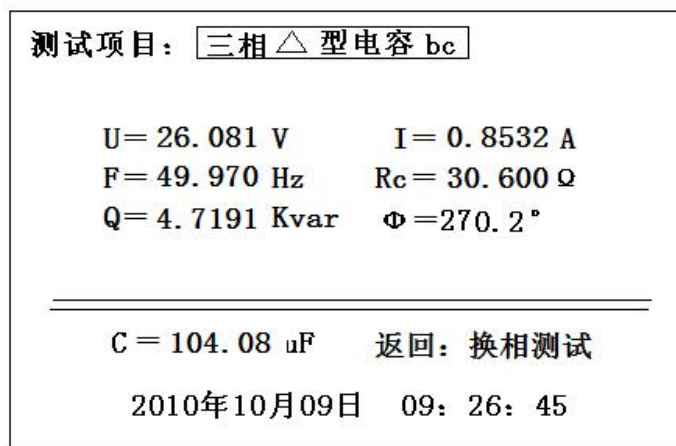 测试项目：三相△型电容 bc
U＝26.081 V I＝0.8532 A
F＝49.970 Hz Rc＝30.600 Ω
Q＝4.7191 Kvar Φ＝270.2°
C＝104.08 uF 返回：换相测试
2010年10月09日 09：26：45